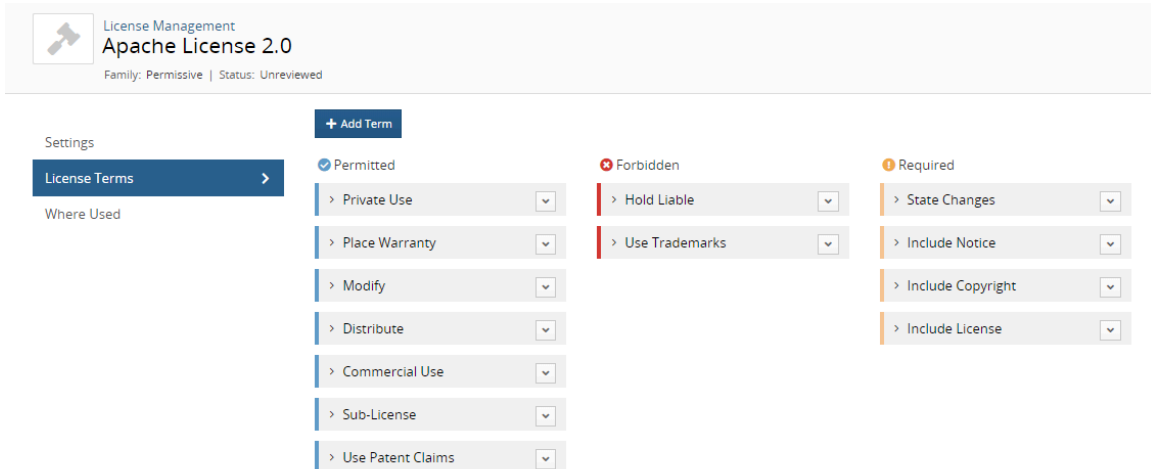 License Management
Apache License 2.0
Family: Permissive | Status: Unreviewed
Settings
License Terms
Where Used
+ Add Term
Permitted
Private Use
Place Warranty
Modify
Distribute
Commercial Use
Sub-License
Use Patent Claims
Forbidden
Hold Liable
Use Trademarks
Required
State Changes
Include Notice
Include Copyright
Include License